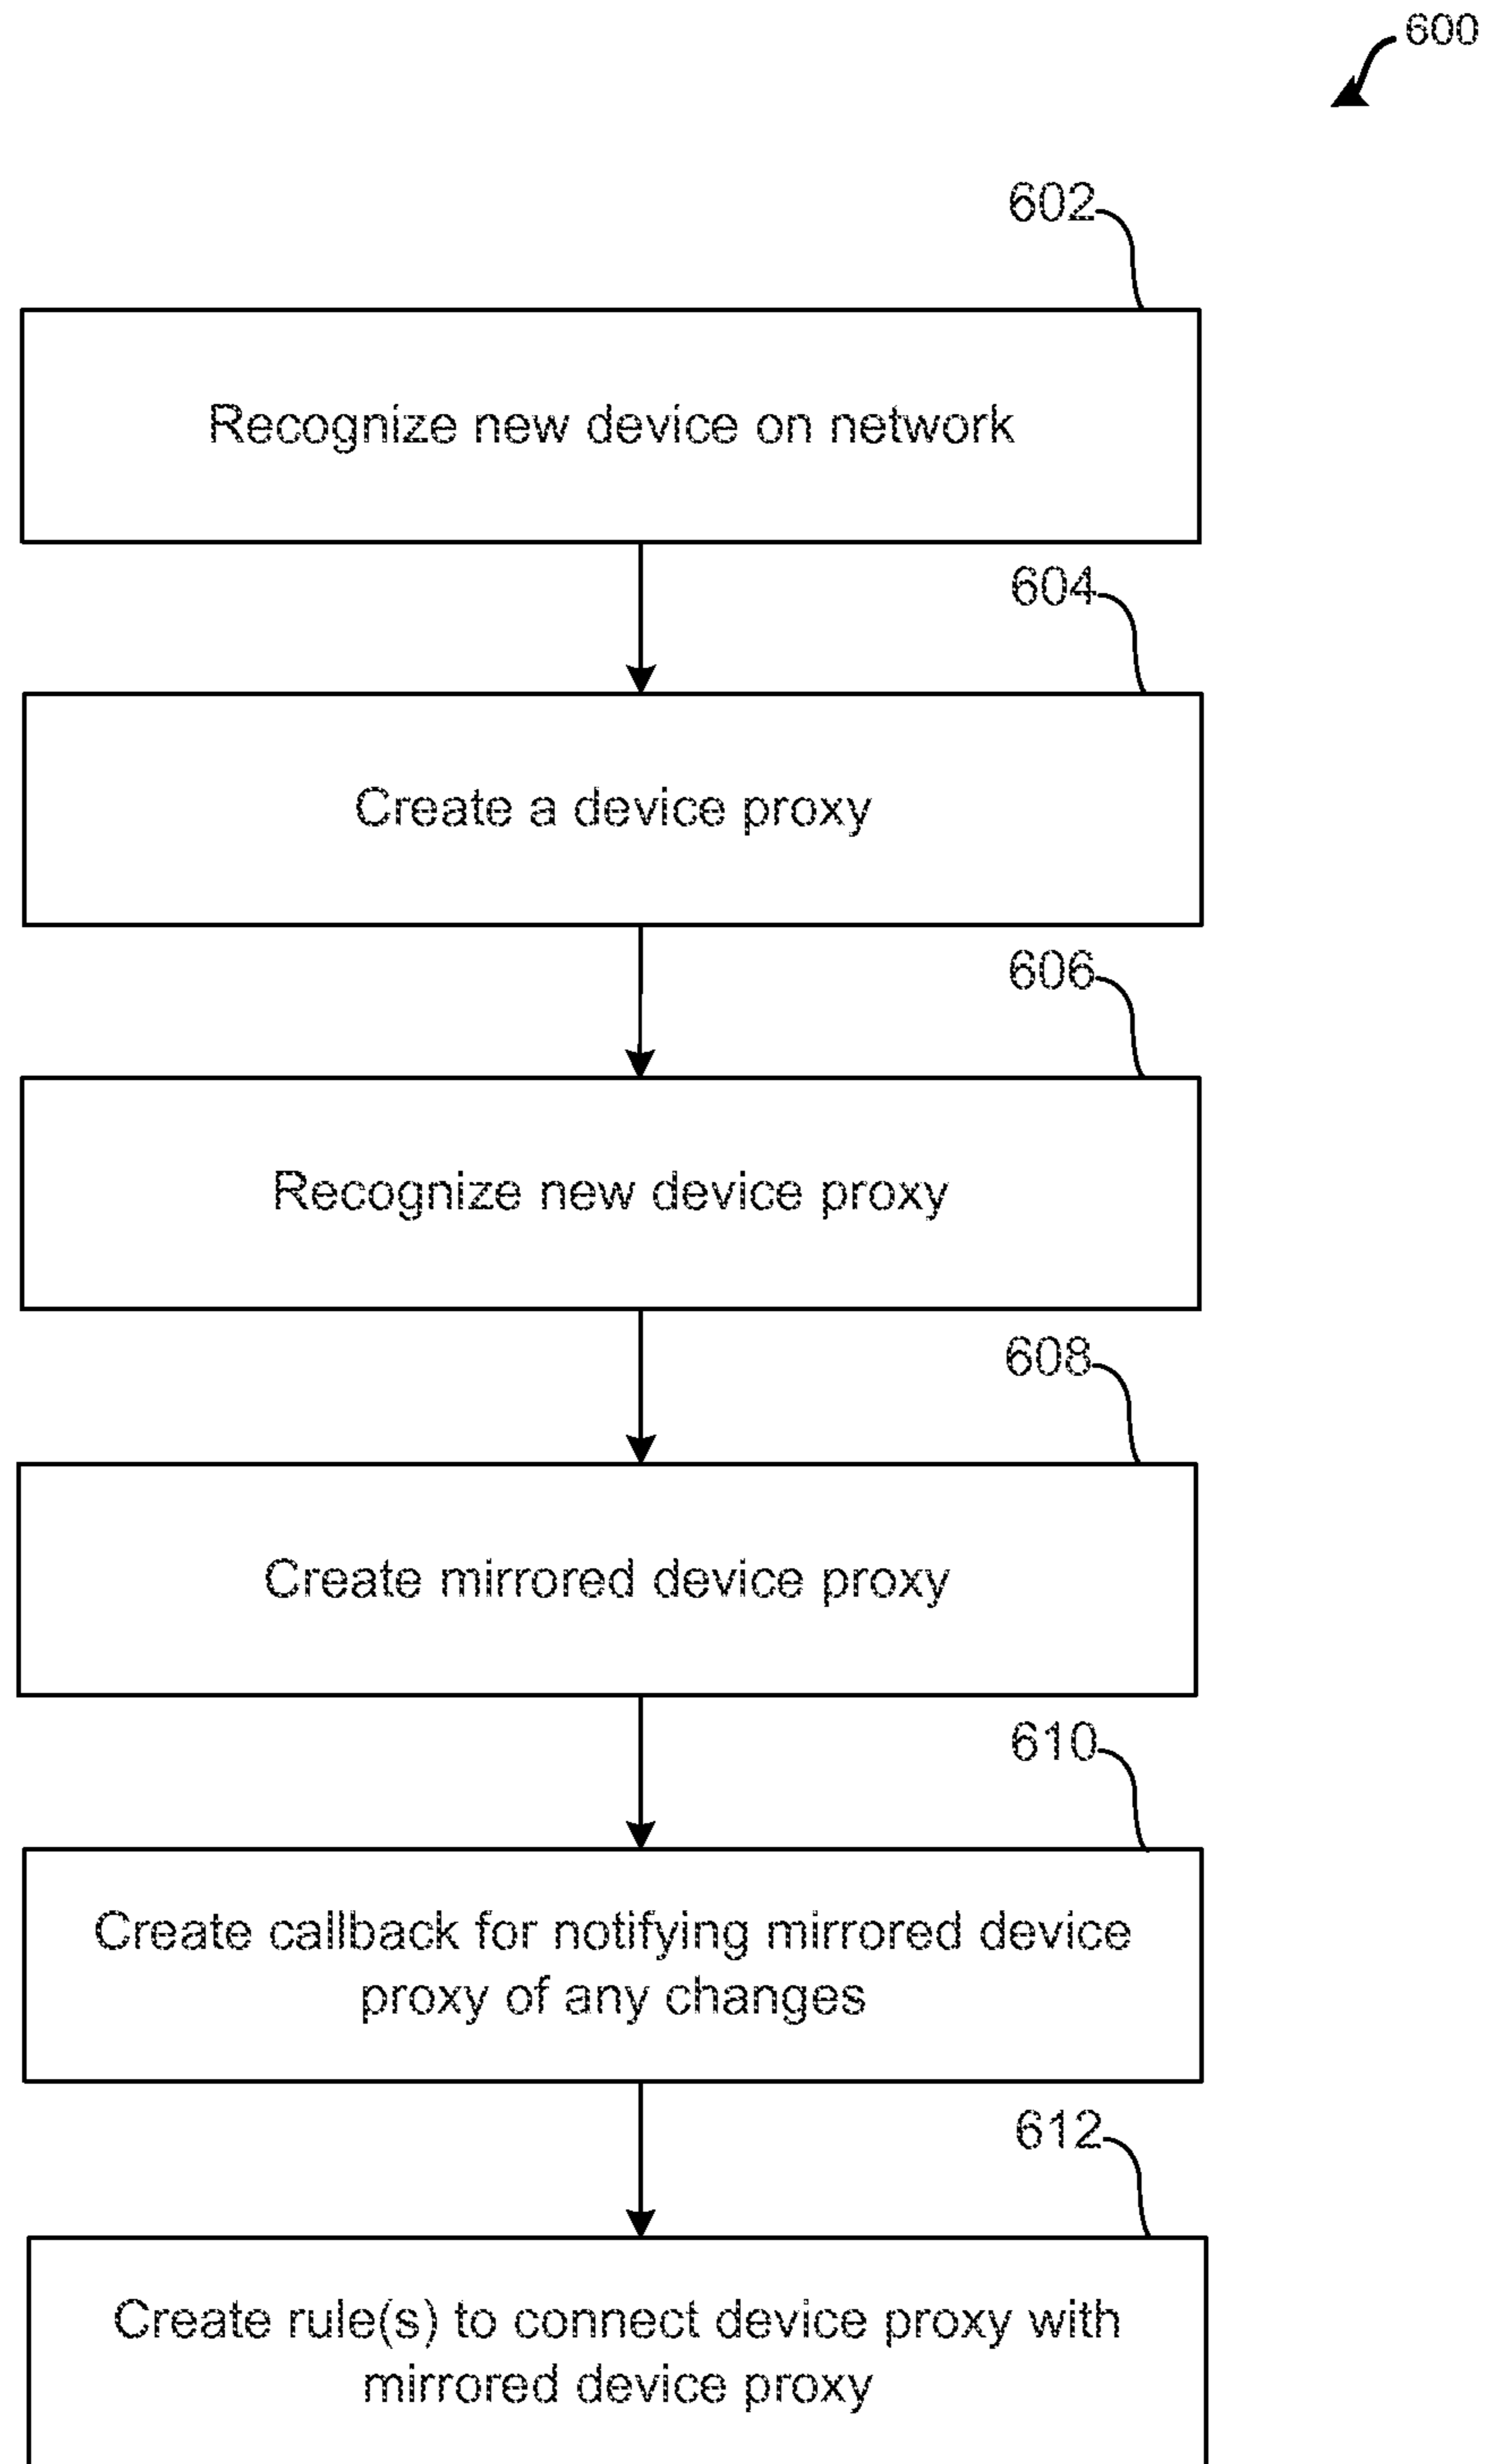 600
602
Recognize new device on network
604
Create a device proxy
606
Recognize new device proxy
608
Create mirrored device proxy
610
Create callback for notifying mirrored device
proxy of any changes
612
Create rule(s) to connect device proxy with
mirrored device proxy